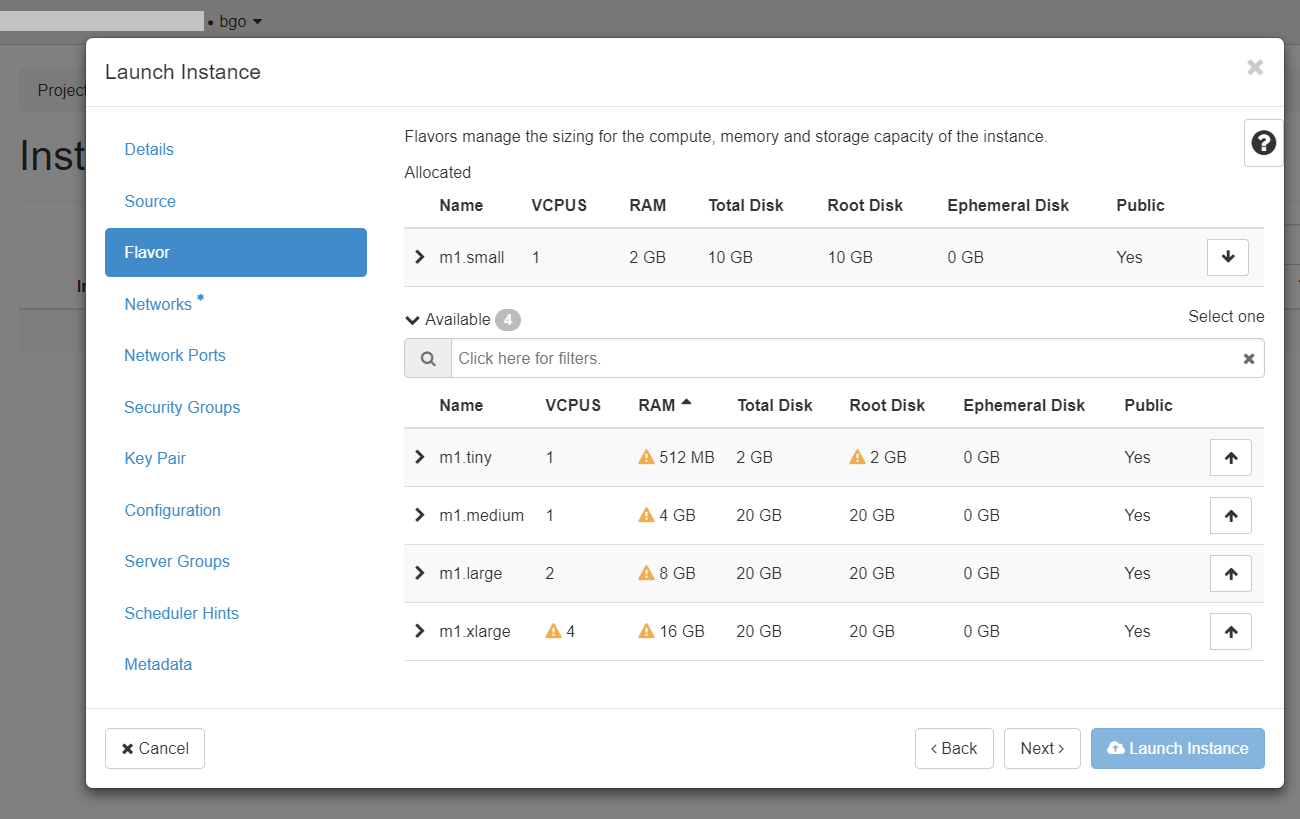 • bgo
Project
Inst
In
Launch Instance
Details
Source
Flavor
Networks *
Network Ports
Security Groups
Key Pair
Configuration
Server Groups
Scheduler Hints
Metadata
Flavors manage the sizing for the compute, memory and storage capacity of the instance.
Allocated
Name VCPUS RAM Total Disk Root Disk Ephemeral Disk Public
m1.small 1 2 GB 10 GB 10 GB 0 GB Yes
Available 4
Select one
Click here for filters.
Name VCPUS RAM Total Disk Root Disk Ephemeral Disk Public
m1.tiny 1 512 MB 2 GB 2 GB 0 GB Yes
m1.medium 1 4 GB 20 GB 20 GB 0 GB Yes
m1.large 2 8 GB 20 GB 20 GB 0 GB Yes
m1.xlarge 4 16 GB 20 GB 20 GB 0 GB Yes
Cancel
‹ Back
Next ›
Launch Instance